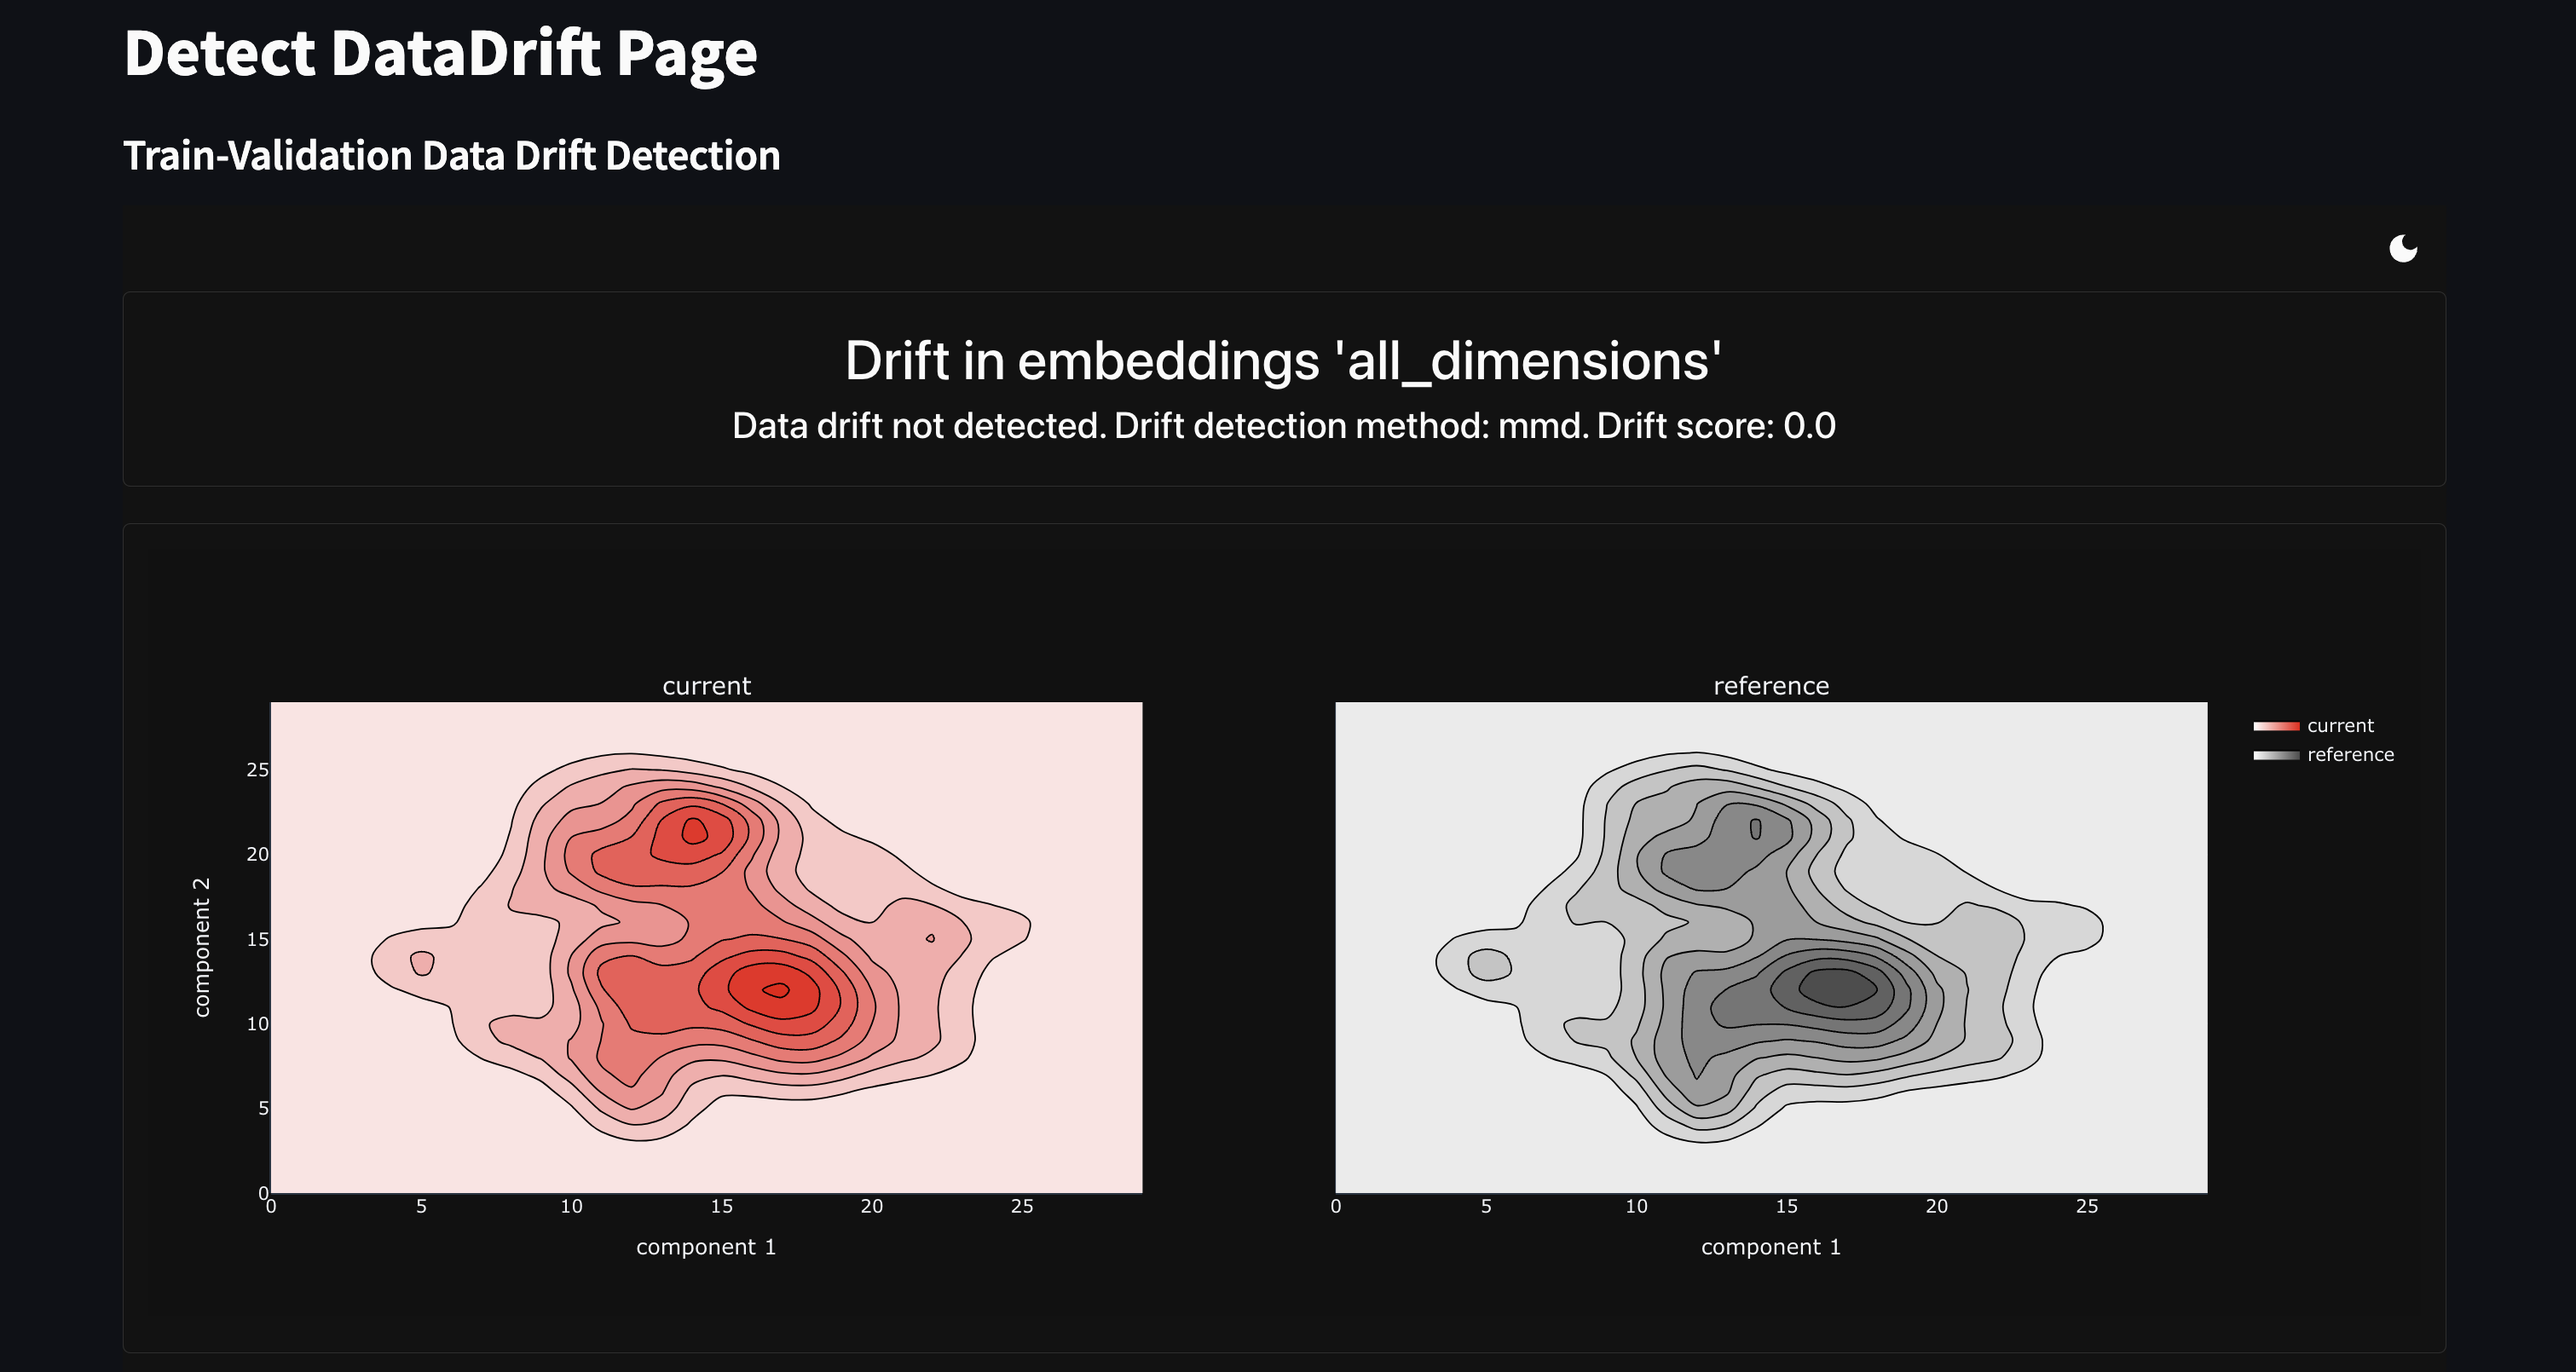 Detect DataDrift Page
Train-Validation Data Drift Detection
Drift in embeddings 'all_dimensions'
Data drift not detected. Drift detection method: mmd. Drift score: 0.0
current
reference
current
reference
component 2
25
20
15
10
5
0
0 5 10 15 20 25
0 5 10 15 20 25
component 1
component 1